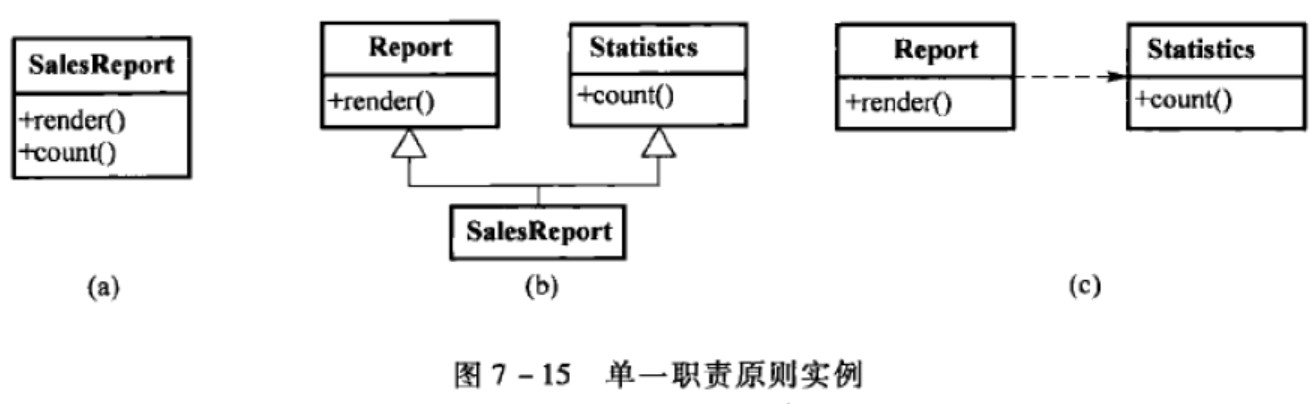 SalesReport
+render()
+count()
(a)
Report
+render()
Statistics
+count()
SalesReport
(b)
Report
+render()
Statistics
+count()
(c)
图 7-15 单一职责原则实例